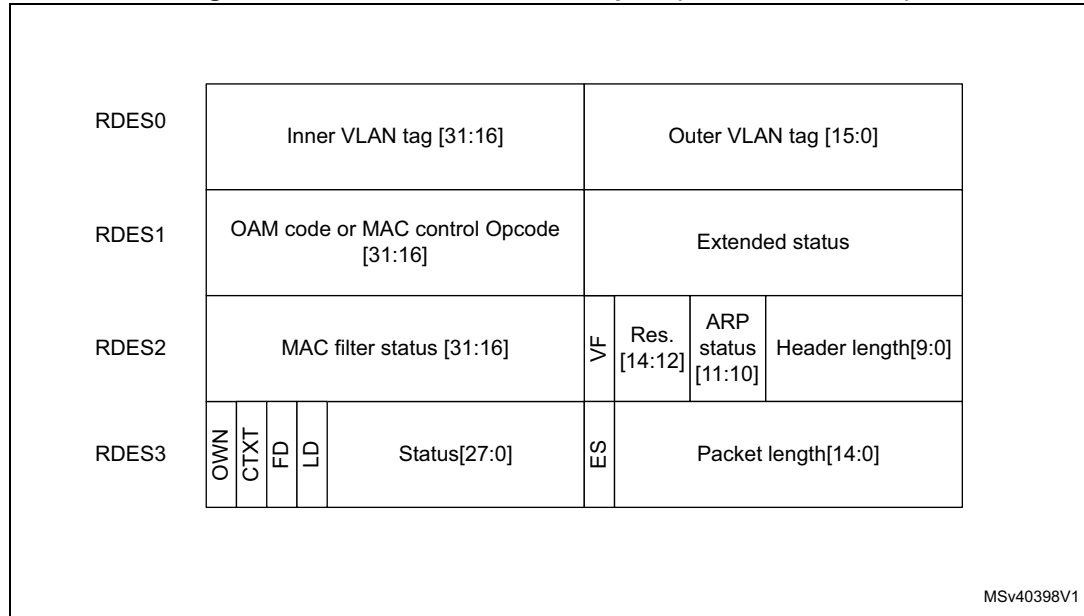 RDES0
Inner VLAN tag [31:16]
Outer VLAN tag [15:0]
RDES1
OAM code or MAC control Opcode
[31:16]
Extended status
RDES2
MAC filter status [31:16]
VF
Res.
[14:12]
ARP
status
[11:10]
Header length[9:0]
RDES3
OWN
CTXT
FD
LD
Status[27:0]
ES
Packet length[14:0]
MSv40398V1